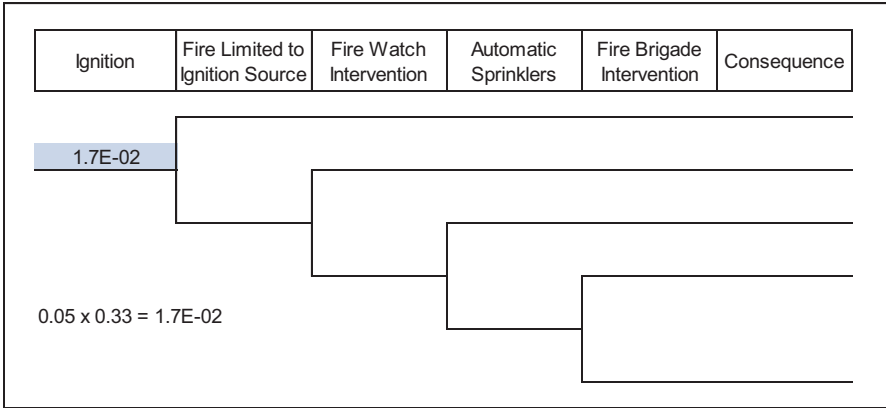 Ignition
Fire Limited to
Ignition Source
Fire Watch
Intervention
Automatic
Sprinklers
Fire Brigade
Intervention
Consequence
1.7E-02
0.05 x 0.33 = 1.7E-02